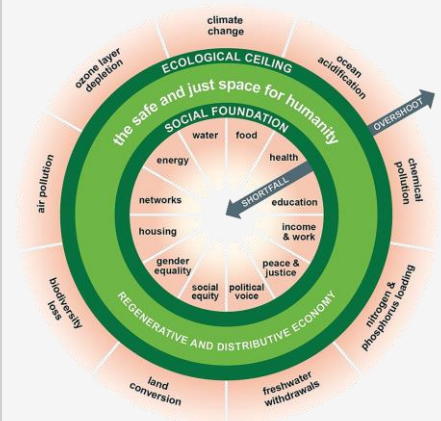 climate
change
ocean
acidification
chemical
pollution
nitrogen &
phosphorus loading
freshwater
withdrawals
land
conversion
biodiversity
loss
air pollution
ozone layer
depletion
OVERSHOOT
ECOLOGICAL CEILING
the safe and just space for humanity
SOCIAL FOUNDATION
water
food
health
SHORTFALL
education
income
& work
peace &
justice
political
voice
social
equity
gender
equality
housing
networks
energy
REGENERATIVE AND DISTRIBUTIVE ECONOMY